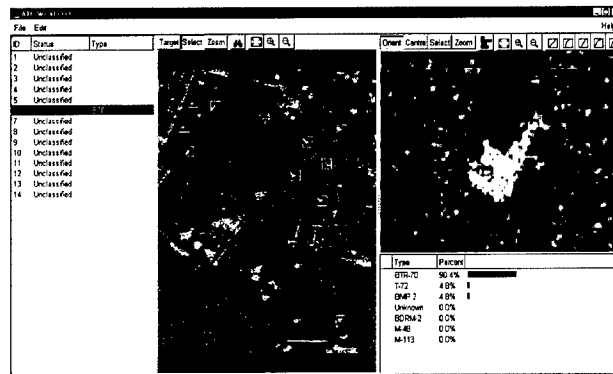 File Edit
Help
ID Status Type
Target Select Zoom
Orient Centre Select Zoom
1 Unclassified
2 Unclassified
3 Unclassified
4 Unclassified
5 Unclassified
7 Unclassified
8 Unclassified
9 Unclassified
10 Unclassified
11 Unclassified
12 Unclassified
13 Unclassified
14 Unclassified
Type Percent
BTR-70 90.4%
T-72 4.8%
BMP 2 4.8%
Unknown 0.0%
BDRM-2 0.0%
M-48 0.0%
M-113 0.0%